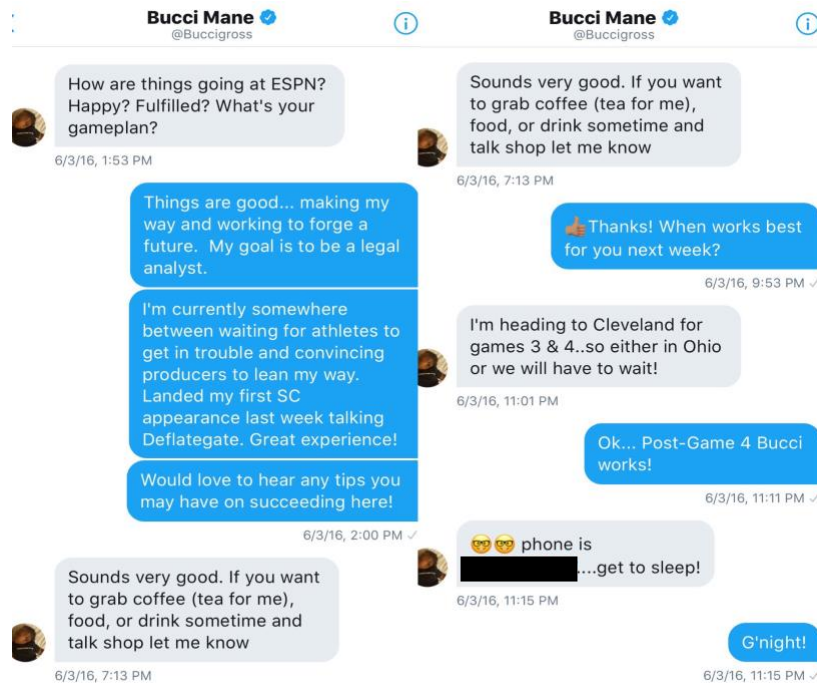 Bucci Mane
@Buccigross
How are things going at ESPN?
Happy? Fulfilled? What's your
gameplan?
6/3/16, 1:53 PM
Things are good... making my
way and working to forge a
future.  My goal is to be a legal
analyst.
I'm currently somewhere
between waiting for athletes to
get in trouble and convincing
producers to lean my way.
Landed my first SC
appearance last week talking
Deflategate. Great experience!
Would love to hear any tips you
may have on succeeding here!
6/3/16, 2:00 PM ✓
Sounds very good. If you want
to grab coffee (tea for me),
food, or drink sometime and
talk shop let me know
6/3/16, 7:13 PM
Bucci Mane
@Buccigross
Sounds very good. If you want
to grab coffee (tea for me),
food, or drink sometime and
talk shop let me know
6/3/16, 7:13 PM
👍🏽Thanks! When works best
for you next week?
6/3/16, 9:53 PM ✓
I'm heading to Cleveland for
games 3 & 4..so either in Ohio
or we will have to wait!
6/3/16, 11:01 PM
Ok... Post-Game 4 Bucci
works!
6/3/16, 11:11 PM ✓
🤓🤓 phone is
....get to sleep!
6/3/16, 11:15 PM
G'night!
6/3/16, 11:15 PM ✓